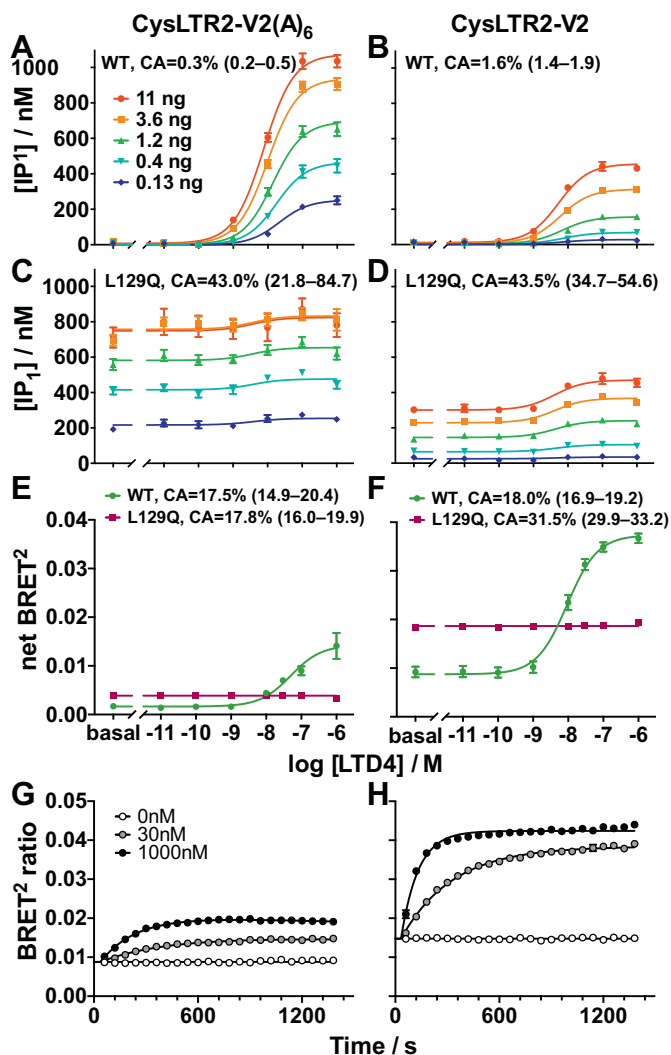 CysLTR2-V2(A)6
CysLTR2-V2
A
WT, CA=0.3% (0.2–0.5)
11 ng
3.6 ng
1.2 ng
0.4 ng
0.13 ng
1000
800
600
400
200
0
[IP1] / nM
B
WT, CA=1.6% (1.4–1.9)
C
L129Q, CA=43.0% (21.8–84.7)
1000
800
600
400
200
0
[IP1] / nM
D
L129Q, CA=43.5% (34.7–54.6)
E
WT, CA=17.5% (14.9–20.4)
L129Q, CA=17.8% (16.0–19.9)
0.04
0.03
0.02
0.01
0.00
net BRET2
basal -11 -10 -9 -8 -7 -6
F
WT, CA=18.0% (16.9–19.2)
L129Q, CA=31.5% (29.9–33.2)
basal -11 -10 -9 -8 -7 -6
log [LTD4] / M
G
0nM
30nM
1000nM
0.05
0.04
0.03
0.02
0.01
0.00
BRET2 ratio
0 600 1200
H
0 600 1200
Time / s